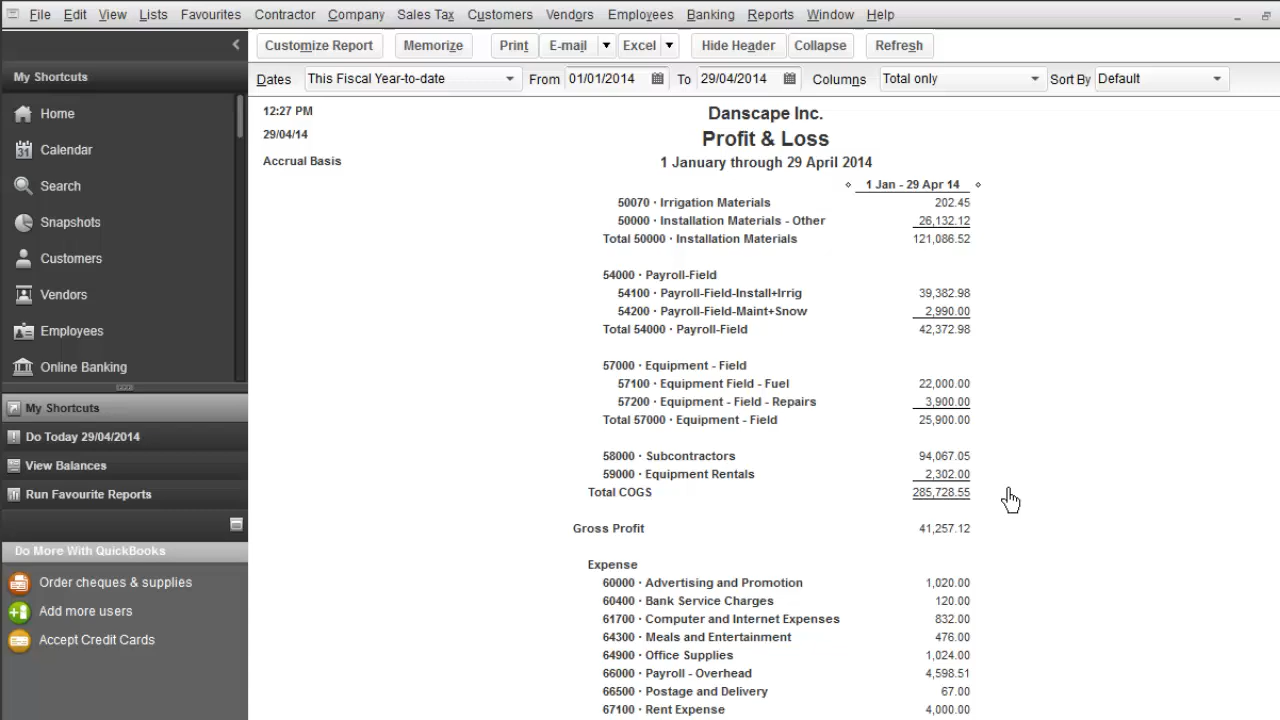 File Edit View Lists Favourites Contractor Company Sales Tax Customers Vendors Employees Banking Reports Window Help
Customize Report Memorize Print E-mail Excel Hide Header Collapse Refresh
My Shortcuts
Dates This Fiscal Year-to-date From 01/01/2014 To 29/04/2014 Columns Total only Sort By Default
Home
31 Calendar
Search
Snapshots
Customers
Vendors
Employees
Online Banking
My Shortcuts
Do Today 29/04/2014
View Balances
Run Favourite Reports
Do More With QuickBooks
Order cheques & supplies
Add more users
Accept Credit Cards
12:27 PM
29/04/14
Accrual Basis
Danscape Inc.
Profit & Loss
1 January through 29 April 2014
1 Jan - 29 Apr 14
50070 · Irrigation Materials 202.45
50000 · Installation Materials - Other 26,132.12
Total 50000 · Installation Materials 121,086.52
54000 · Payroll-Field
54100 · Payroll-Field-Install+Irrig 39,382.98
54200 · Payroll-Field-Maint+Snow 2,990.00
Total 54000 · Payroll-Field 42,372.98
57000 · Equipment - Field
57100 · Equipment Field - Fuel 22,000.00
57200 · Equipment - Field - Repairs 3,900.00
Total 57000 · Equipment - Field 25,900.00
58000 · Subcontractors 94,067.05
59000 · Equipment Rentals 2,302.00
Total COGS 285,728.55
Gross Profit 41,257.12
Expense
60000 · Advertising and Promotion 1,020.00
60400 · Bank Service Charges 120.00
61700 · Computer and Internet Expenses 832.00
64300 · Meals and Entertainment 476.00
64900 · Office Supplies 1,024.00
66000 · Payroll - Overhead 4,598.51
66500 · Postage and Delivery 67.00
67100 · Rent Expense 4,000.00